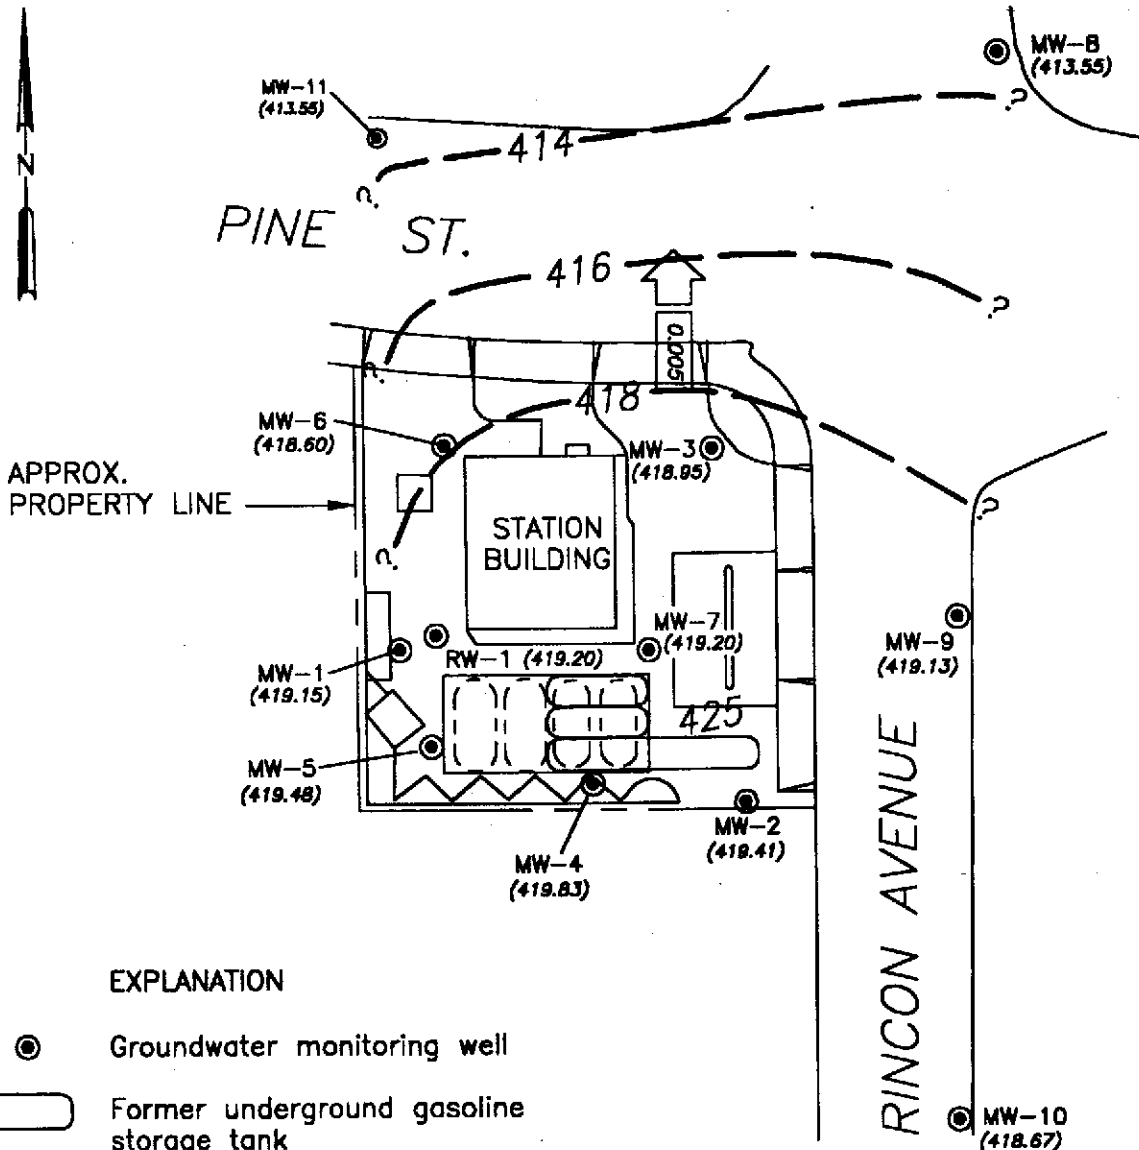 MW-8
(413.55)
MW-11
(413.55)
?
414
?
N
PINE ST.
416
?
0.005
?
418
MW-6
(418.60)
MW-3
(418.95)
APPROX.
PROPERTY LINE
?
STATION
BUILDING
?
MW-7
(419.20)
MW-9
(419.13)
RW-1 (419.20)
MW-1
(419.15)
425
MW-5
(419.48)
MW-2
(419.41)
MW-4
(419.83)
RINCON AVENUE
EXPLANATION
Groundwater monitoring well
Former underground gasoline
storage tank
MW-10
(418.67)